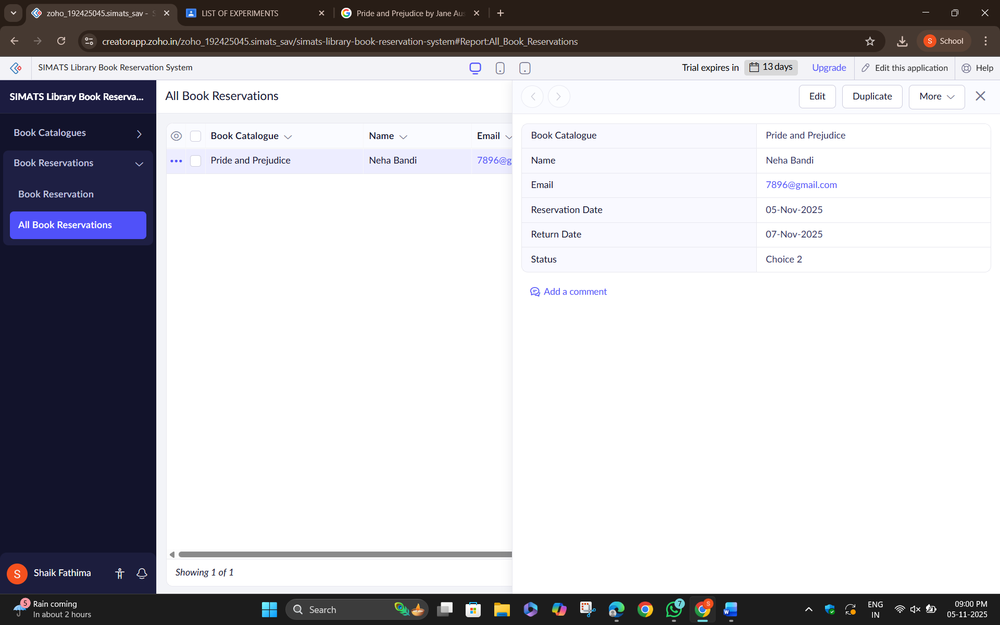 zoho_192425045.simats_sav -
LIST OF EXPERIMENTS
Pride and Prejudice by Jane Aus
creatorapp.zoho.in/zoho_192425045.simats_sav/simats-library-book-reservation-system#Report:All_Book_Reservations
S School
SIMATS Library Book Reservation System
Trial expires in 13 days Upgrade Edit this application Help
SIMATS Library Book Reserva...
Book Catalogues
Book Reservations
Book Reservation
All Book Reservations
Shaik Fathima
S
All Book Reservations
Book Catalogue Name Email
Pride and Prejudice Neha Bandi 7896@g
Showing 1 of 1
Edit Duplicate More
Book Catalogue Pride and Prejudice
Name Neha Bandi
Email 7896@gmail.com
Reservation Date 05-Nov-2025
Return Date 07-Nov-2025
Status Choice 2
Add a comment
5
Rain coming
In about 2 hours
Search
7
S
W
ENG
IN
09:00 PM
05-11-2025